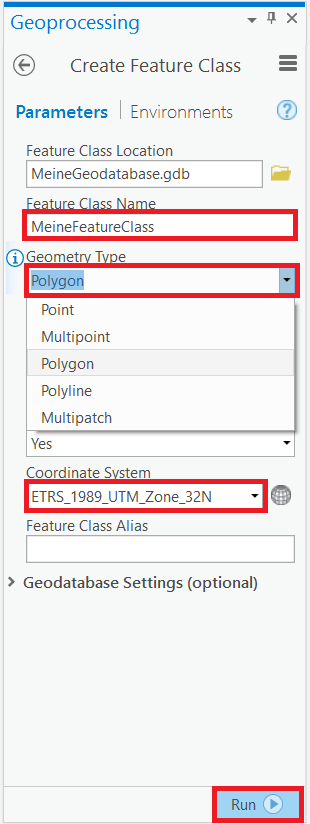 Geoprocessing
Create Feature Class
Parameters Environments ?
Feature Class Location
MeineGeodatabase.gdb
Feature Class Name
MeineFeatureClass
Geometry Type
Polygon
Point
Multipoint
Polygon
Polyline
Multipatch
Yes
Coordinate System
ETRS_1989_UTM_Zone_32N
Feature Class Alias
Geodatabase Settings (optional)
Run